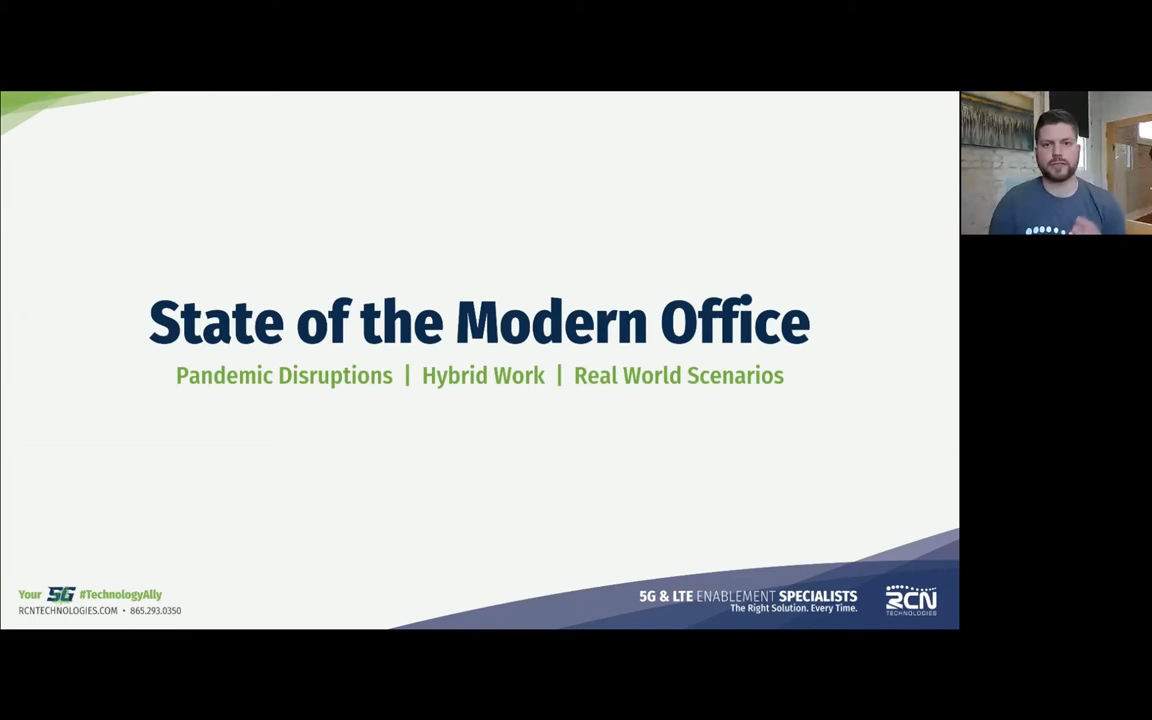 State of the Modern Office
Pandemic Disruptions | Hybrid Work | Real World Scenarios
Your 5G #TechnologyAlly
RCNTECHNOLOGIES.COM • 865.293.0350
5G & LTE ENABLEMENT SPECIALISTS
The Right Solution. Every Time.
RCN
TECHNOLOGIES